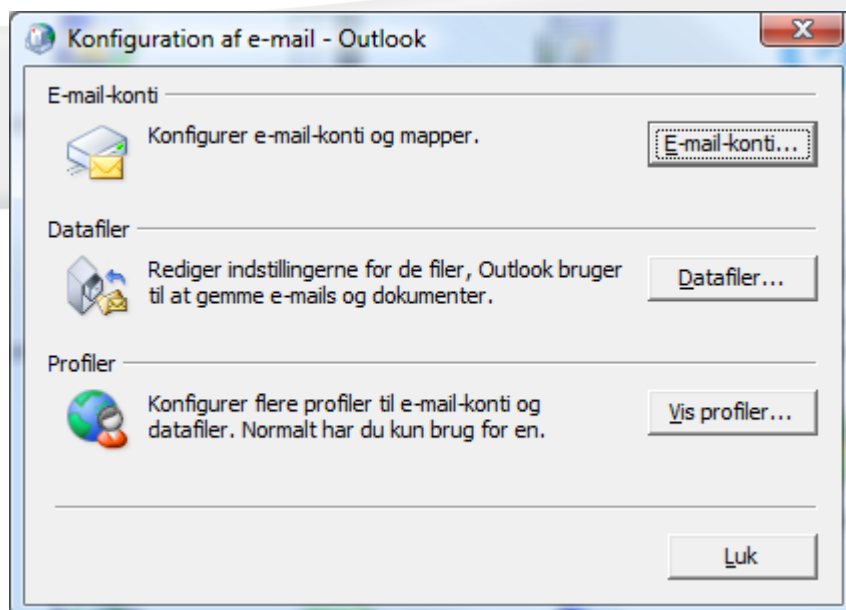 Konfiguration af e-mail - Outlook
E-mail-konti
Konfigurer e-mail-konti og mapper.
E-mail-konti...
Datafiler
Rediger indstillingerne for de filer, Outlook bruger
til at gemme e-mails og dokumenter.
Datafiler...
Profiler
Konfigurer flere profiler til e-mail-konti og
datafiler. Normalt har du kun brug for en.
Vis profiler...
Luk